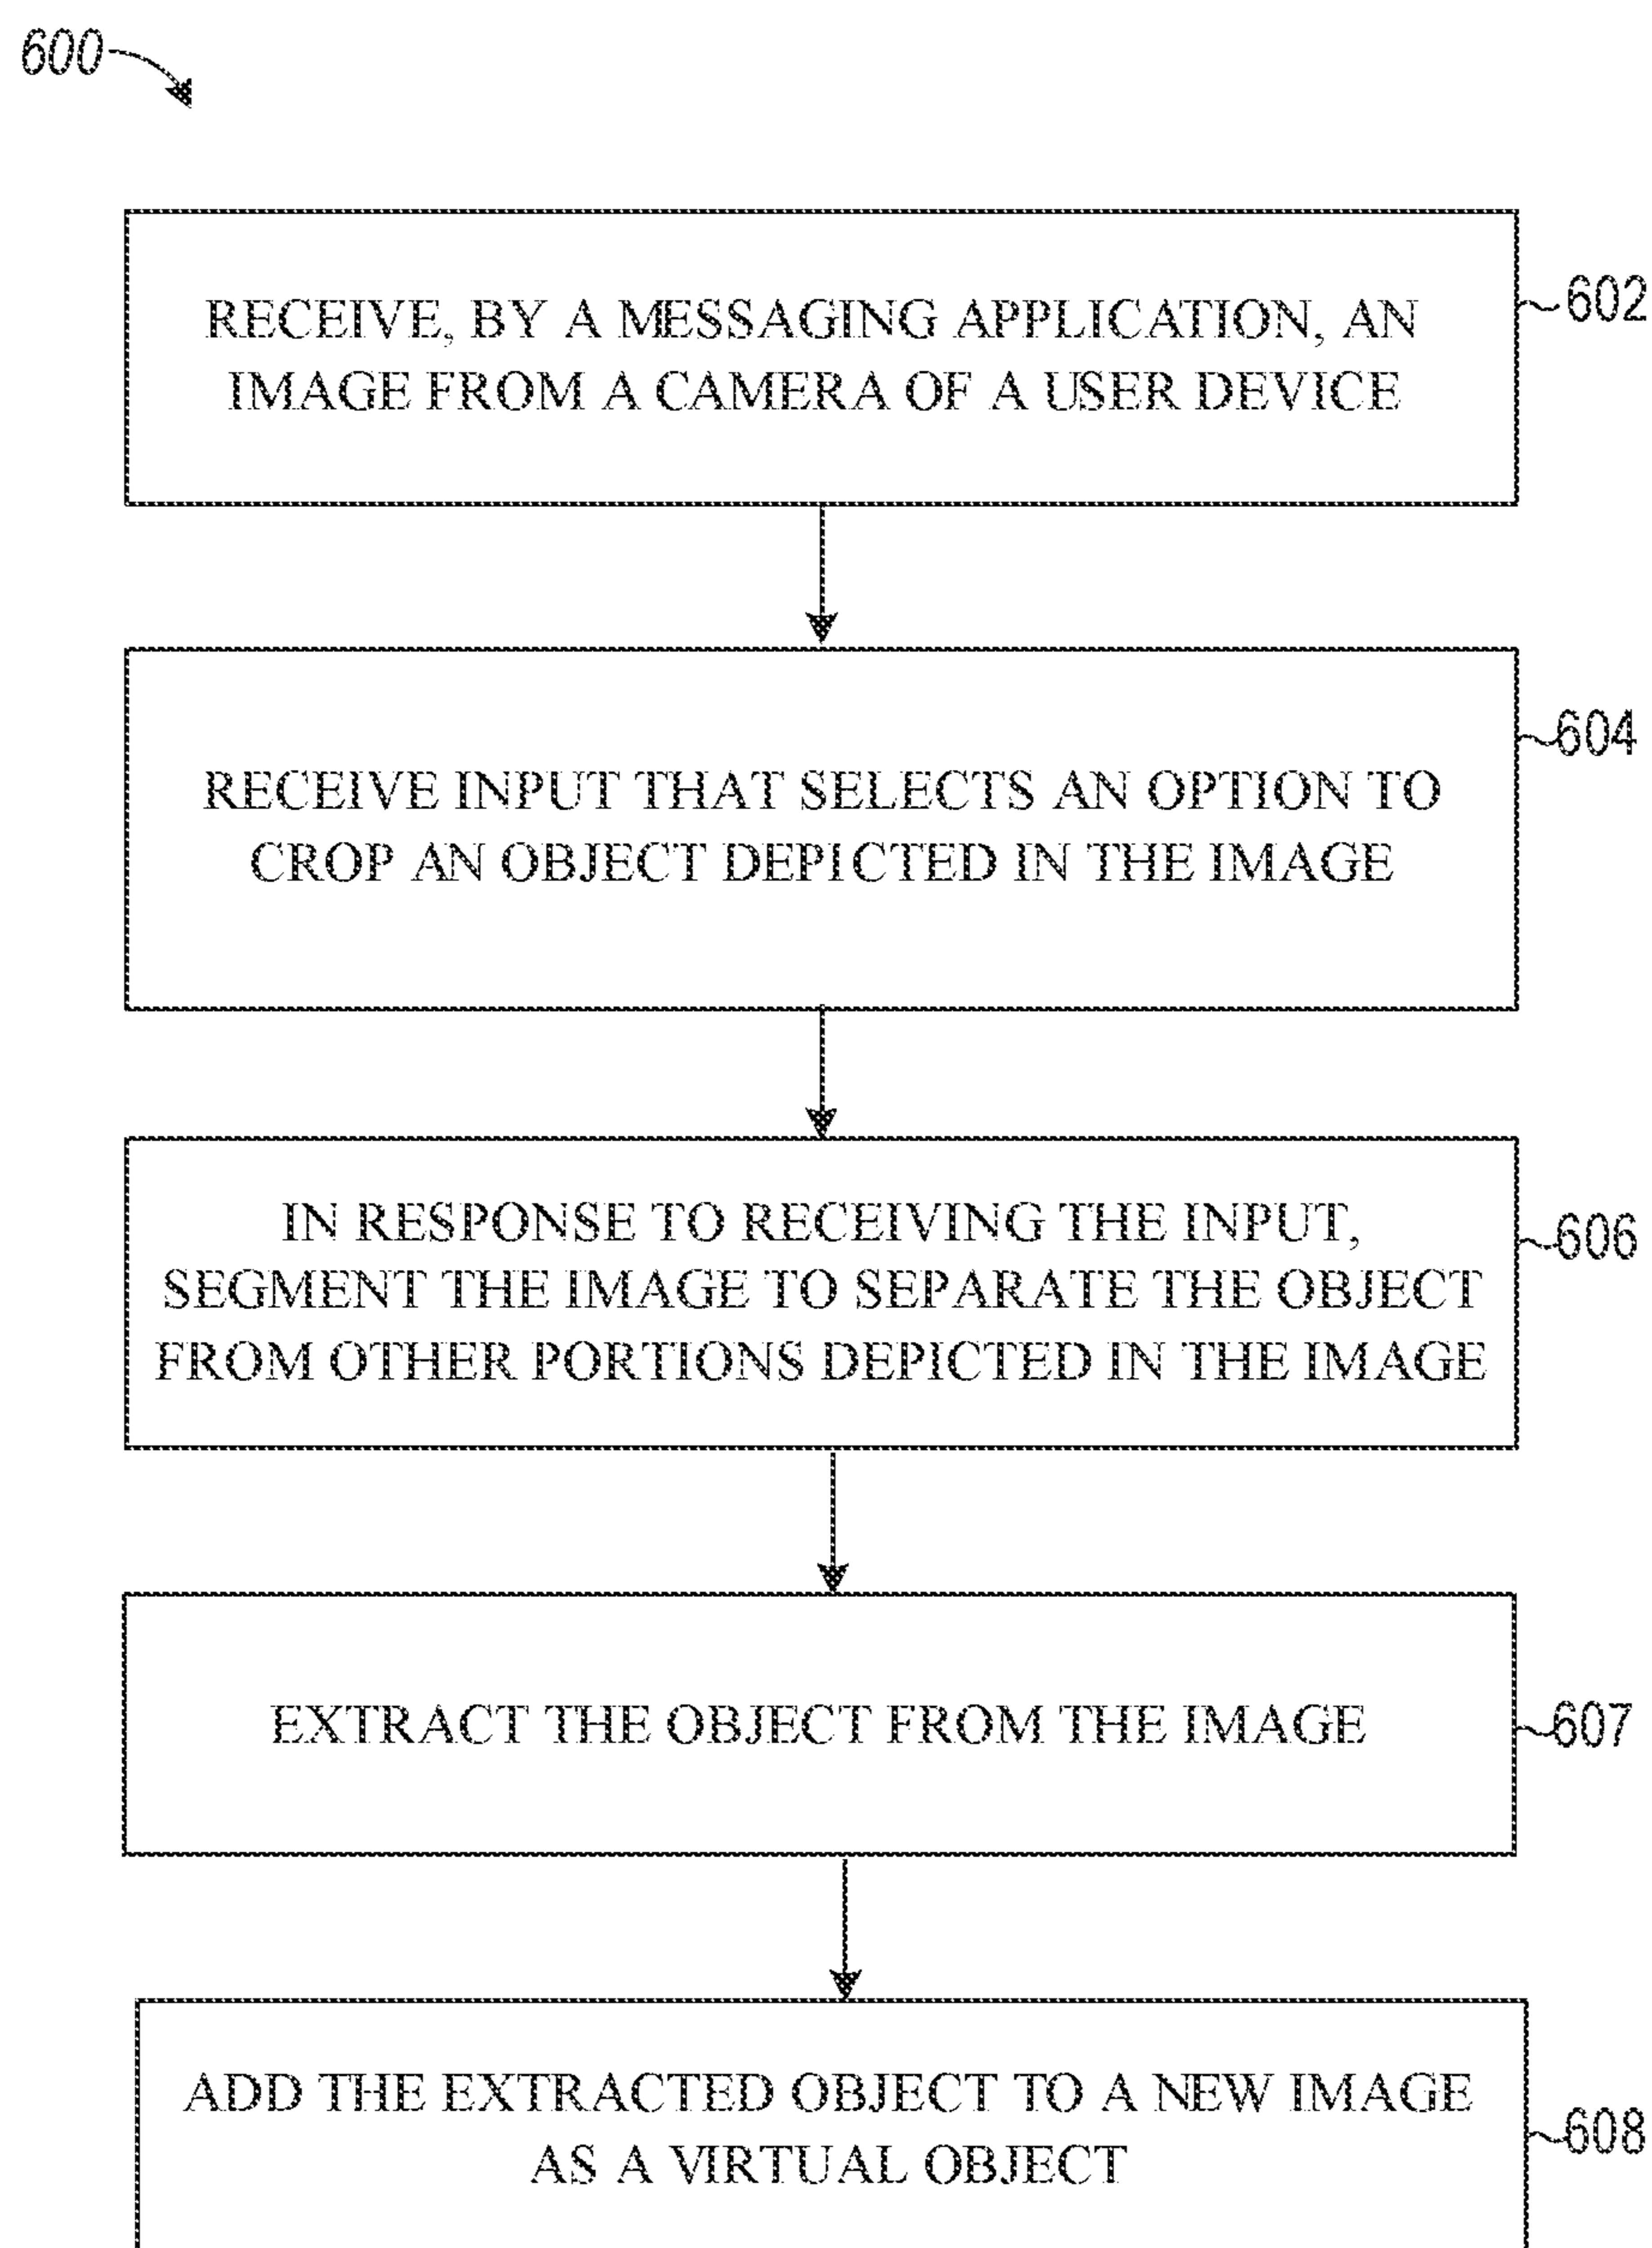 600
RECEIVE, BY A MESSAGING APPLICATION, AN
IMAGE FROM A CAMERA OF A USER DEVICE
602
RECEIVE INPUT THAT SELECTS AN OPTION TO
CROP AN OBJECT DEPICTED IN THE IMAGE
604
IN RESPONSE TO RECEIVING THE INPUT,
SEGMENT THE IMAGE TO SEPARATE THE OBJECT
FROM OTHER PORTIONS DEPICTED IN THE IMAGE
606
EXTRACT THE OBJECT FROM THE IMAGE
607
ADD THE EXTRACTED OBJECT TO A NEW IMAGE
AS A VIRTUAL OBJECT
608